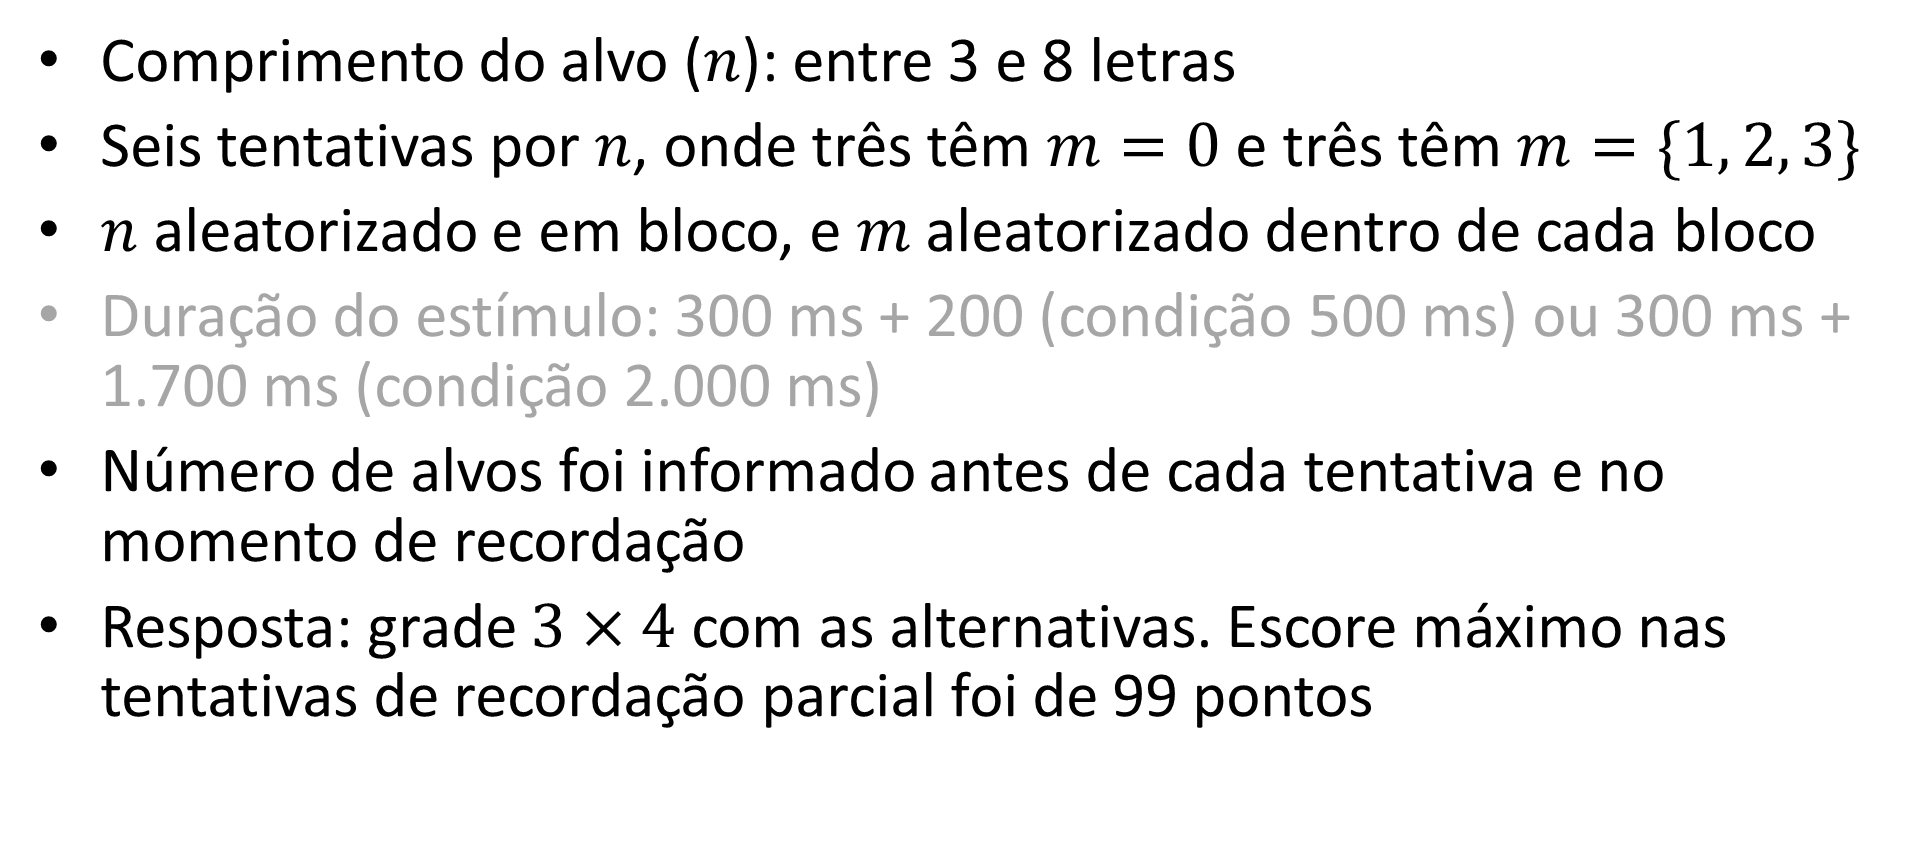 • Comprimento do alvo (n): entre 3 e 8 letras
• Seis tentativas por n, onde três têm m = 0 e três têm m = {1, 2, 3}
• n aleatorizado e em bloco, e m aleatorizado dentro de cada bloco
• Duração do estímulo: 300 ms + 200 (condição 500 ms) ou 300 ms +
1.700 ms (condição 2.000 ms)
• Número de alvos foi informado antes de cada tentativa e no
momento de recordação
• Resposta: grade 3 × 4 com as alternativas. Escore máximo nas
tentativas de recordação parcial foi de 99 pontos